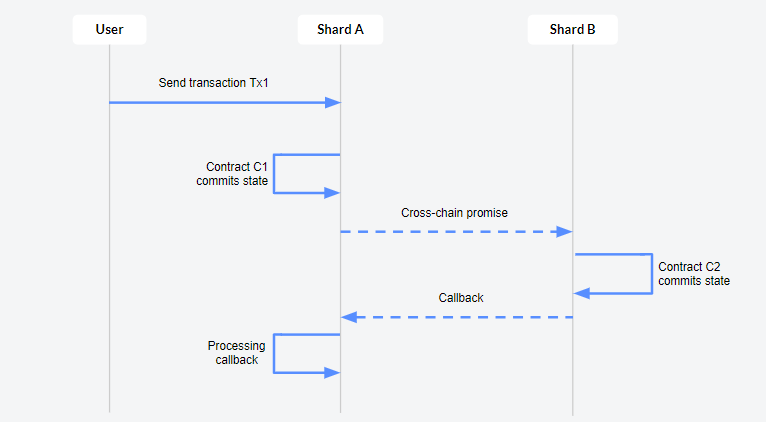 User
Shard A
Shard B
Send transaction Tx1
Contract C1
commits state
Cross-chain promise
Contract C2
commits state
Callback
Processing
callback